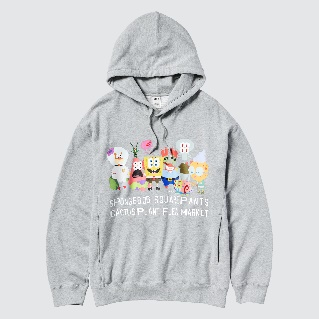 SPONGEBOB SQUAREPANTS
CACTUS PLANT FLEA MARKET